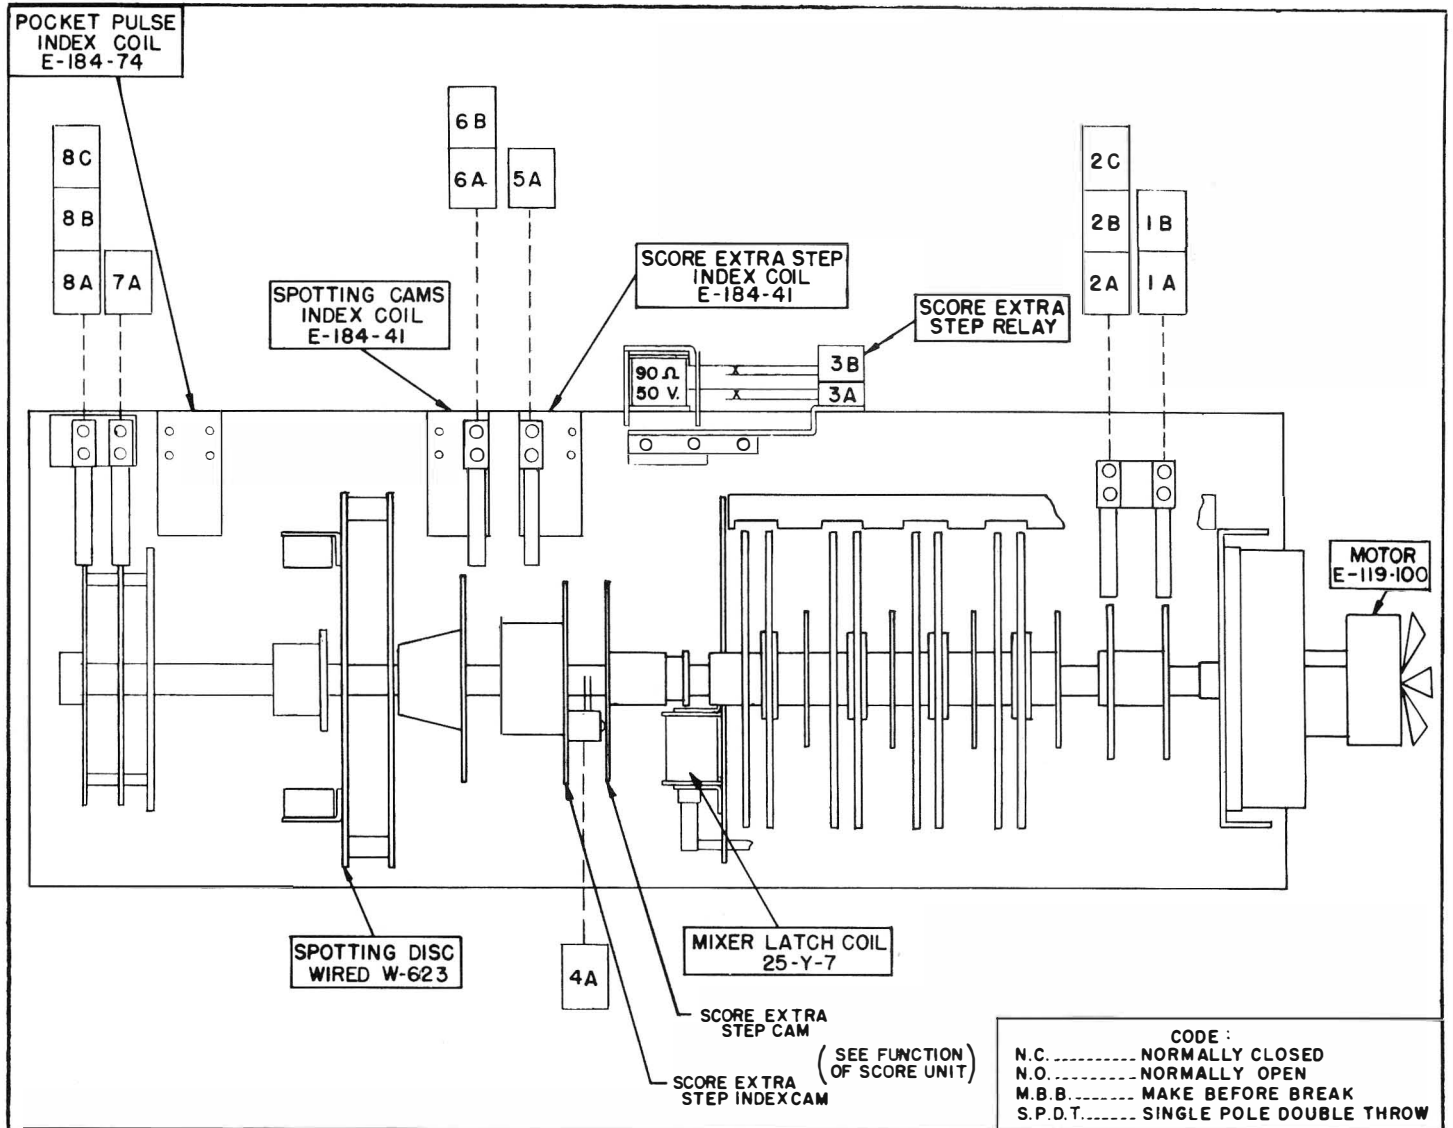 POCKET PULSE
INDEX COIL
E-184-74
8C
8B
8A
7A
6B
6A
5A
2C
2B
2A
1B
1A
SPOTTING CAMS
INDEX COIL
E-184-41
SCORE EXTRA STEP
INDEX COIL
E-184-41
SCORE EXTRA
STEP RELAY
90 Ω
50 V.
3B
3A
MOTOR
E-119-100
SPOTTING DISC
WIRED W-623
4A
MIXER LATCH COIL
25-Y-7
SCORE EXTRA
STEP CAM
SCORE EXTRA
STEP INDEX CAM
(SEE FUNCTION
OF SCORE UNIT)
CODE :
N.C. .......... NORMALLY CLOSED
N.O. .......... NORMALLY OPEN
M.B.B. ........ MAKE BEFORE BREAK
S.P.D.T. ...... SINGLE POLE DOUBLE THROW